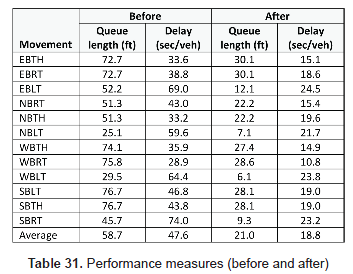 Before After
Movement Queue length (ft) Delay (sec/veh) Queue length (ft) Delay (sec/veh)
EBTH 72.7 33.6 30.1 15.1
EBRT 72.7 38.8 30.1 18.6
EBLT 52.2 69.0 12.1 24.5
NBRT 51.3 43.0 22.2 15.4
NBTH 51.3 33.2 22.2 19.6
NBLT 25.1 59.6 7.1 21.7
WBTH 74.1 35.9 27.4 14.9
WBRT 75.8 28.9 28.6 10.8
WBLT 29.5 64.4 6.1 23.8
SBLT 76.7 46.8 28.1 19.0
SBTH 76.7 43.8 28.1 19.0
SBRT 45.7 74.0 9.3 23.2
Average 58.7 47.6 21.0 18.8
Table 31. Performance measures (before and after)